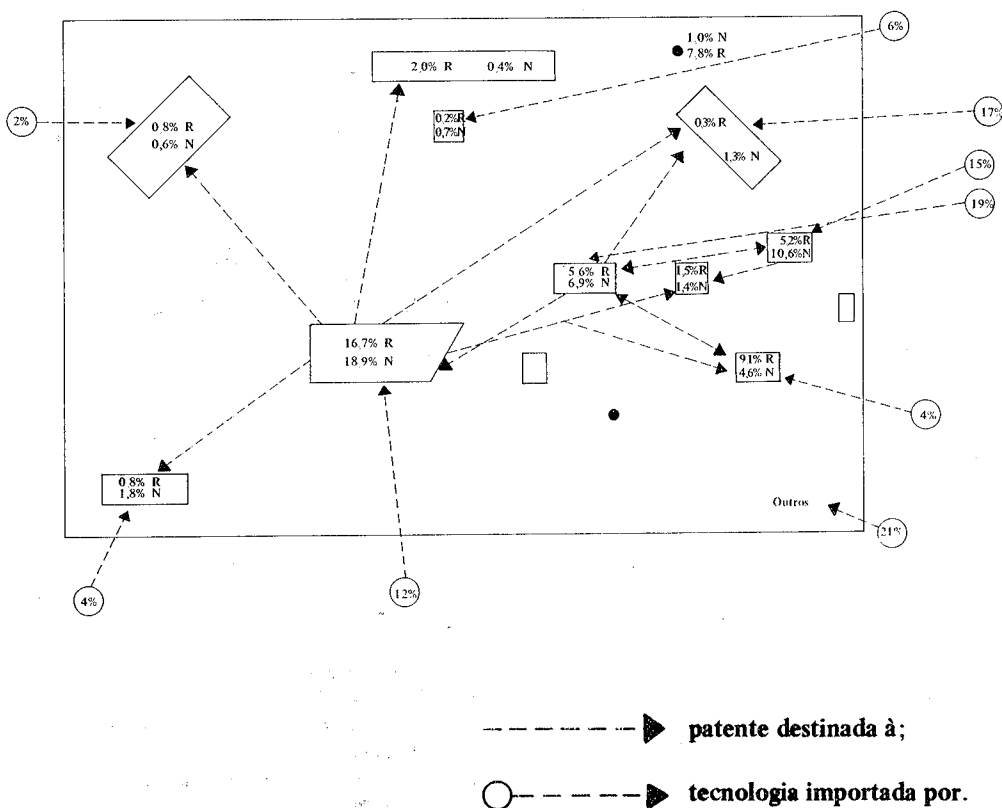 6%
1,0% N
7,8% R
2,0% R 0,4% N
2%
0,8% R
0,6% N
0,2%R
0,7%N
0,3%R
1,3% N
17%
15%
19%
5,2%R
10,6%N
5,6% R
6,9% N
1,5%R
1,4%N
16,7% R
18,9% N
91% R
4,6% N
4%
0,8% R
1,8% N
Outros
21%
4%
12%
patente destinada à;
tecnologia importada por.